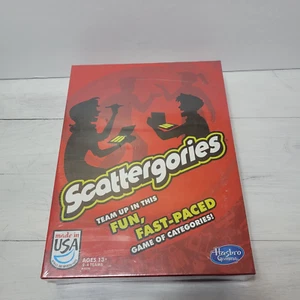 Scattergories
TEAM UP IN THIS
FUN, FAST-PACED
GAME OF CATEGORIES!
made in
USA
AGES 12+
Hasbro
Gaming